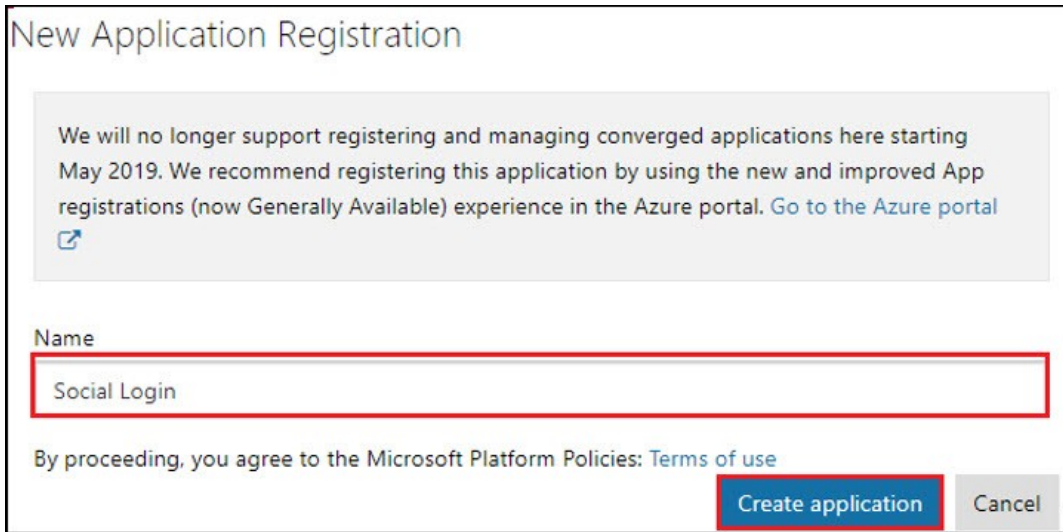 New Application Registration
We will no longer support registering and managing converged applications here starting
May 2019. We recommend registering this application by using the new and improved App
registrations (now Generally Available) experience in the Azure portal. Go to the Azure portal
Name
Social Login
By proceeding, you agree to the Microsoft Platform Policies: Terms of use
Create application
Cancel